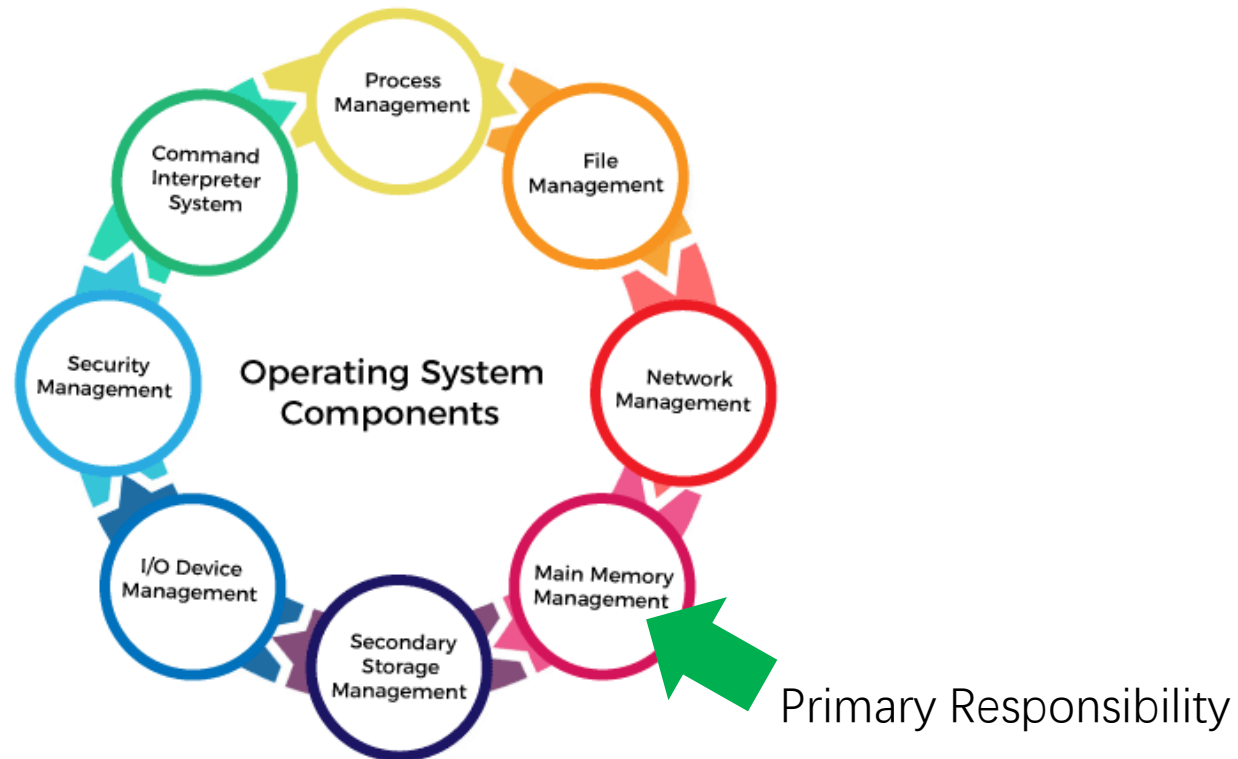 Process
Management
File
Management
Network
Management
Main Memory
Management
Secondary
Storage
Management
I/O Device
Management
Security
Management
Command
Interpreter
System
Operating System
Components
Primary Responsibility